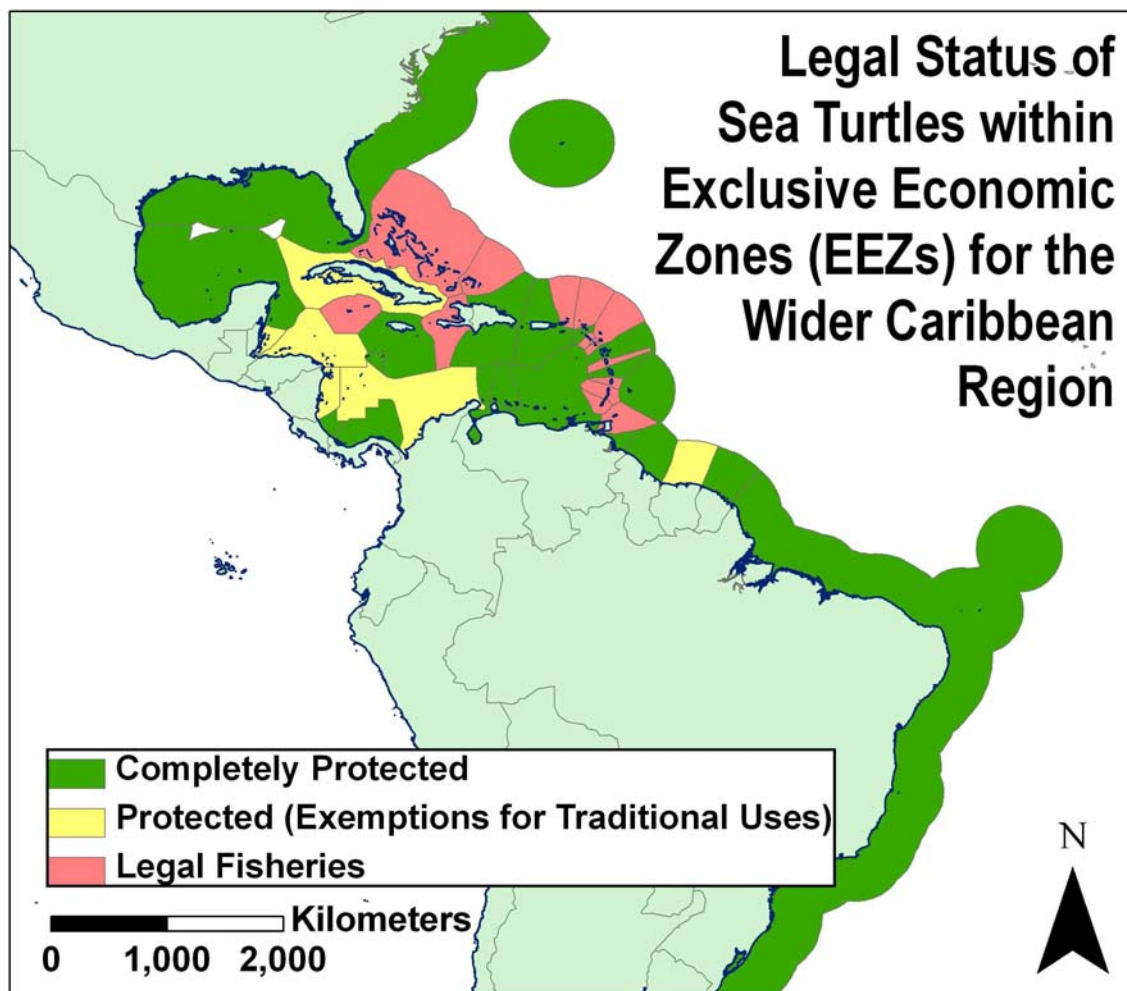 Legal Status of
Sea Turtles within
Exclusive Economic
Zones (EEZs) for the
Wider Caribbean
Region
Completely Protected
Protected (Exemptions for Traditional Uses)
Legal Fisheries
Kilometers
0 1,000 2,000
N